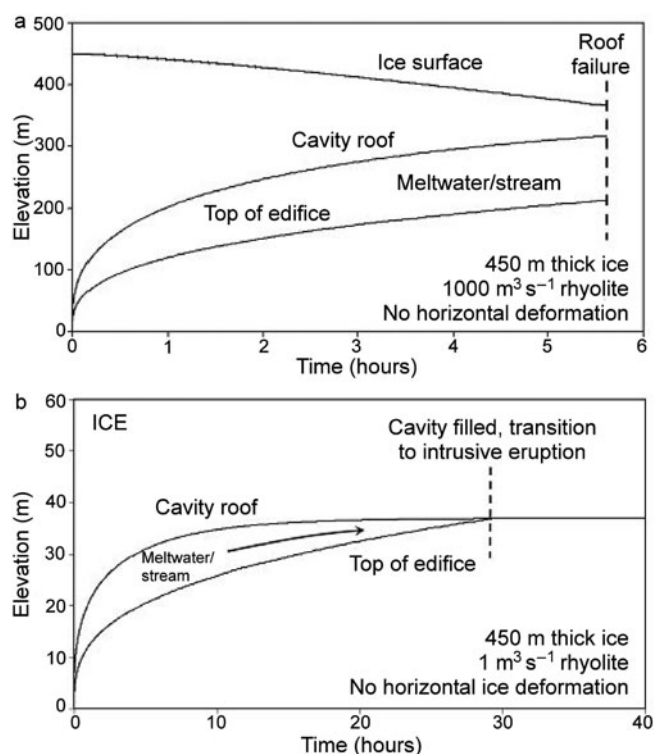 a
500
400
300
200
100
0
Elevation (m)
Ice surface
Roof
failure
Cavity roof
Meltwater/stream
Top of edifice
450 m thick ice
1000 m³ s⁻¹ rhyolite
No horizontal deformation
0 1 2 3 4 5 6
Time (hours)
b
60
50
40
30
20
10
0
Elevation (m)
ICE
Cavity filled, transition
to intrusive eruption
Cavity roof
Meltwater/
stream
Top of edifice
450 m thick ice
1 m³ s⁻¹ rhyolite
No horizontal ice deformation
0 10 20 30 40
Time (hours)